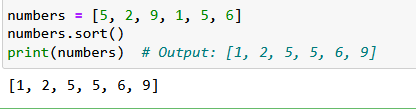 numbers = [5, 2, 9, 1, 5, 6]
numbers.sort()
print(numbers)  # Output: [1, 2, 5, 5, 6, 9]
[1, 2, 5, 5, 6, 9]